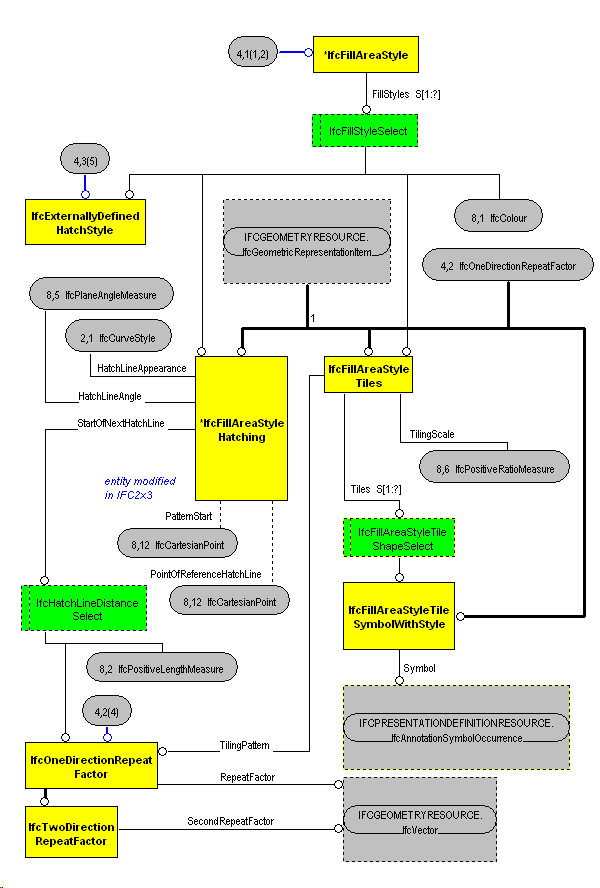 4,1(1,2)
*IfcFillAreaStyle
FillStyles S[1:?]
IfcFillStyleSelect
4,3(5)
IfcExternallyDefined
HatchStyle
IFCGEOMETRYRESOURCE.
IfcGeometricRepresentationItem
8,1 IfcColour
4,2 IfcOneDirectionRepeatFactor
8,5 IfcPlaneAngleMeasure
1
2,1 IfcCurveStyle
HatchLineAppearance
HatchLineAngle
StartOfNextHatchLine
*IfcFillAreaStyle
Hatching
IfcFillAreaStyle
Tiles
TilingScale
8,6 IfcPositiveRatioMeasure
entity modified
in IFC2x3
Tiles S[1:?]
PatternStart
8,12 IfcCartesianPoint
PointOfReferenceHatchLine
8,12 IfcCartesianPoint
IfcFillAreaStyleTile
ShapeSelect
IfcHatchLineDistance
Select
IfcFillAreaStyleTile
SymbolWithStyle
8,2 IfcPositiveLengthMeasure
Symbol
4,2(4)
IFCPRESENTATIONDEFINITIONRESOURCE.
IfcAnnotationSymbolOccurrence
TilingPattern
IfcOneDirectionRepeat
Factor
RepeatFactor
IFCGEOMETRYRESOURCE.
IfcVector
SecondRepeatFactor
IfcTwoDirection
RepeatFactor